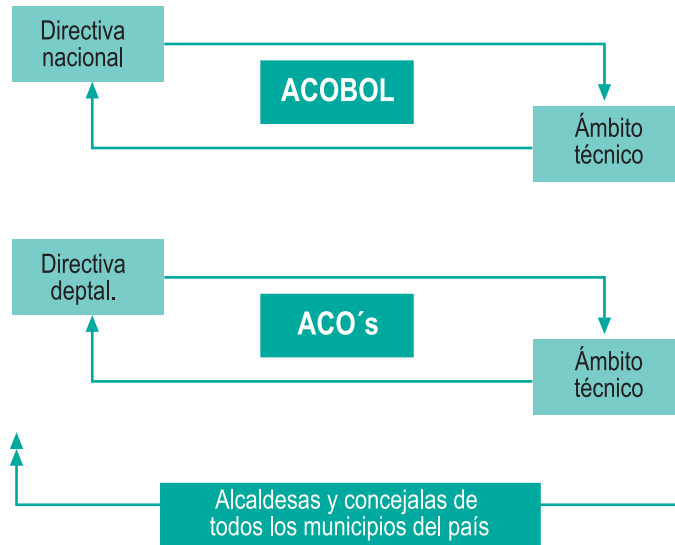 Directiva
nacional
ACOBOL
Ámbito
técnico
Directiva
deptal.
ACO´s
Ámbito
técnico
Alcaldesas y concejalas de
todos los municipios del país